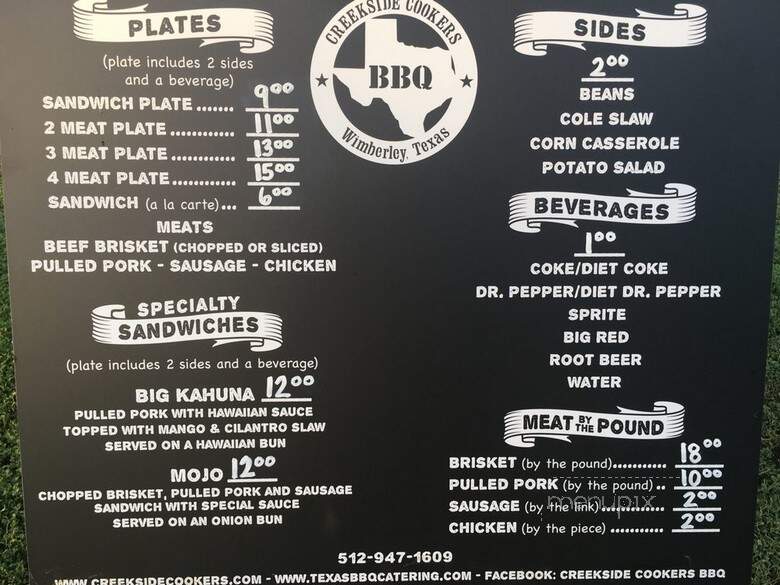 PLATES
(plate includes 2 sides
and a beverage)
SANDWICH PLATE ....... 9.00
2 MEAT PLATE .......... 11.00
3 MEAT PLATE .......... 13.00
4 MEAT PLATE .......... 15.00
SANDWICH (a la carte)... 6.00
MEATS
BEEF BRISKET (CHOPPED OR SLICED)
PULLED PORK - SAUSAGE - CHICKEN
SPECIALTY
SANDWICHES
(plate includes 2 sides and a beverage)
BIG KAHUNA 12.00
PULLED PORK WITH HAWAIIAN SAUCE
TOPPED WITH MANGO & CILANTRO SLAW
SERVED ON A HAWAIIAN BUN
MOJO 12.00
CHOPPED BRISKET, PULLED PORK AND SAUSAGE
SANDWICH WITH SPECIAL SAUCE
SERVED ON AN ONION BUN
CREEKSIDE COOKERS
BBQ
Wimberley, Texas
SIDES
2.00
BEANS
COLE SLAW
CORN CASSEROLE
POTATO SALAD
BEVERAGES
1.00
COKE/DIET COKE
DR. PEPPER/DIET DR. PEPPER
SPRITE
BIG RED
ROOT BEER
WATER
MEAT BY THE POUND
BRISKET (by the pound)............ 18.00
PULLED PORK (by the pound) .. 10.00
SAUSAGE (by the link).............. 2.00
CHICKEN (by the piece) ............ 2.00
menupix
512-947-1609
WWW.CREEKSIDECOOKERS.COM - WWW.TEXASBBQCATERING.COM - FACEBOOK: CREEKSIDE COOKERS BBQ